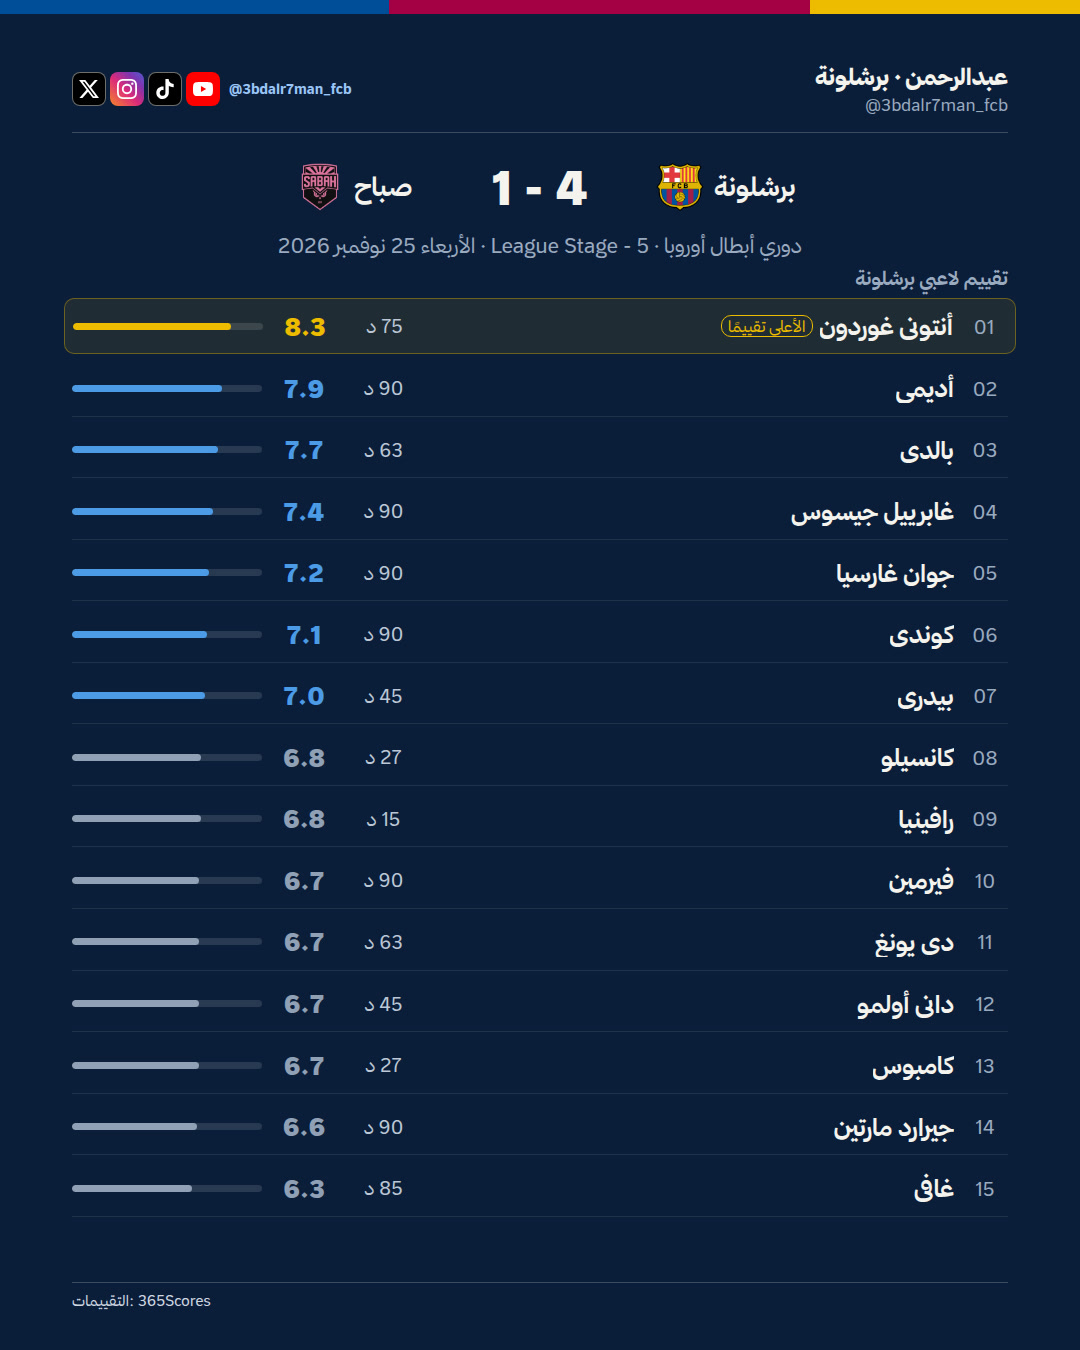 عبدالرحمن · برشلونة
@3bdalr7man_fcb
@3bdalr7man_fcb
برشلونة 4 - 1 صباح
FCB
SABAH
دوري أبطال أوروبا · League Stage - 5 · الأربعاء 25 نوفمبر 2026
تقييم لاعبي برشلونة
01 أنتوني غوردون الأعلى تقييمًا 75 د 8.3
02 أديمي 90 د 7.9
03 بالدي 63 د 7.7
04 غابرييل جيسوس 90 د 7.4
05 جوان غارسيا 90 د 7.2
06 كوندي 90 د 7.1
07 بيدري 45 د 7.0
08 كانسيلو 27 د 6.8
09 رافينيا 15 د 6.8
10 فيرمين 90 د 6.7
11 دي يونغ 63 د 6.7
12 داني أولمو 45 د 6.7
13 كامبوس 27 د 6.7
14 جيرارد مارتين 90 د 6.6
15 غافي 85 د 6.3
التقييمات: 365Scores